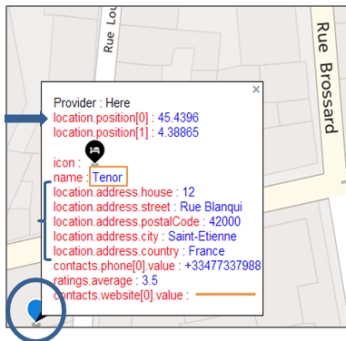 Rue Lou
Rue Brossard
×
Provider : Here
location.position[0] : 45.4396
location.position[1] : 4.38865
icon :
name : Tenor
location.address.house : 12
location.address.street : Rue Blanqui
location.address.postalCode : 42000
location.address.city : Saint-Etienne
location.address.country : France
contacts.phone[0].value : +33477337988
ratings.average : 3.5
contacts.website[0].value :